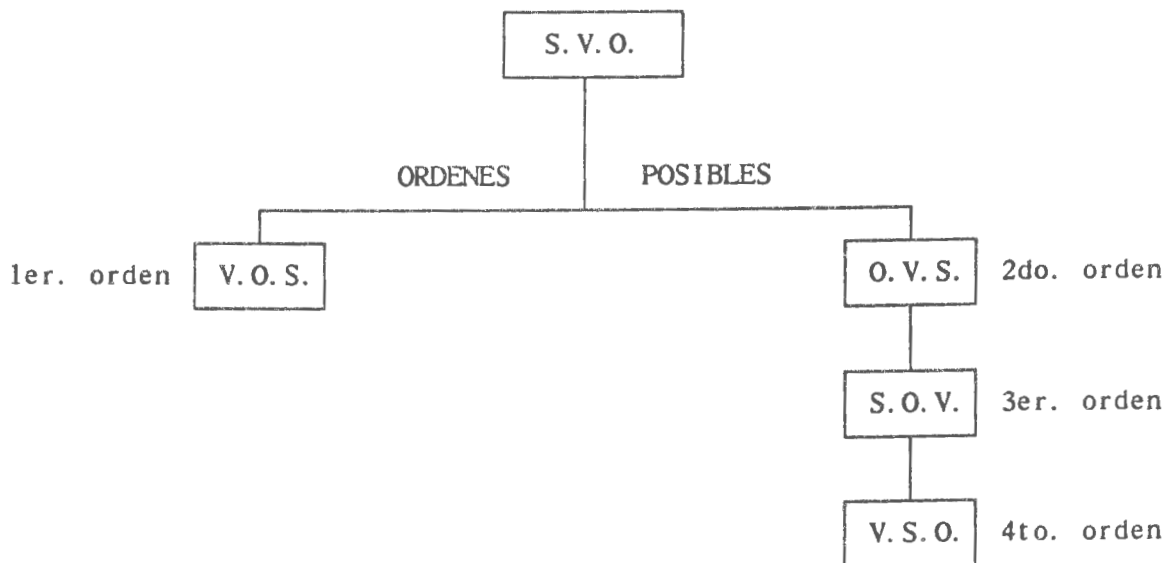 S. V. O.
ORDENES POSIBLES
1er. orden V. O. S. O. V. S. 2do. orden
S. O. V. 3er. orden
V. S. O. 4to. orden